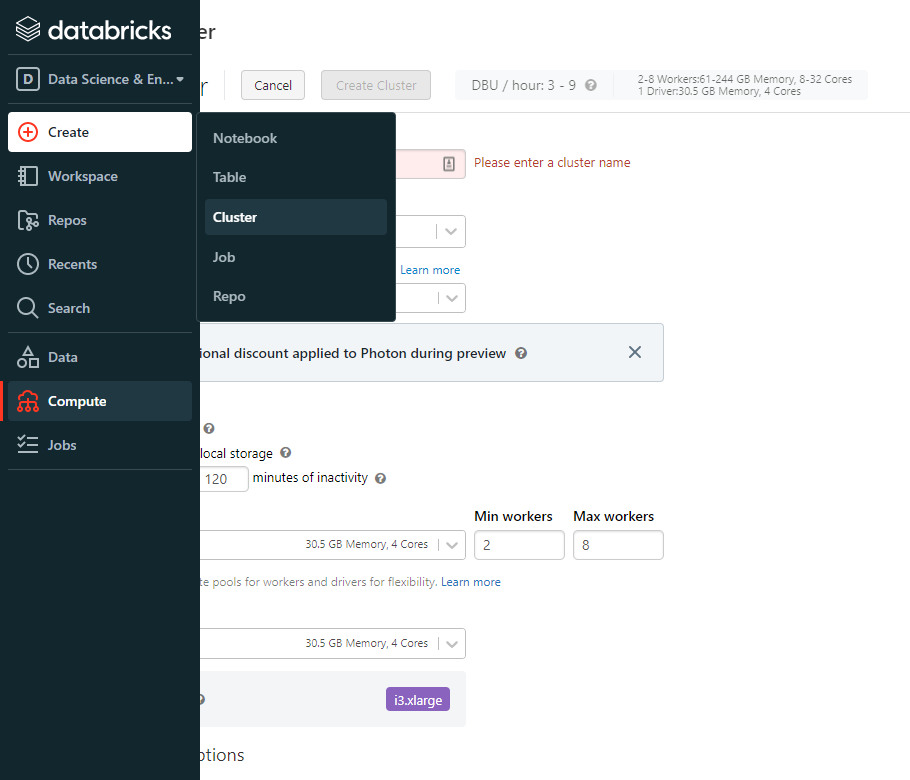 databricks
D Data Science & En...
Create
Workspace
Repos
Recents
Search
Data
Compute
Jobs
Notebook
Table
Cluster
Job
Repo
Cancel
Create Cluster
DBU / hour: 3 - 9
2-8 Workers:61-244 GB Memory, 8-32 Cores
1 Driver:30.5 GB Memory, 4 Cores
Please enter a cluster name
Learn more
ional discount applied to Photon during preview
local storage
120 minutes of inactivity
Min workers Max workers
30.5 GB Memory, 4 Cores 2 8
te pools for workers and drivers for flexibility. Learn more
30.5 GB Memory, 4 Cores
i3.xlarge
ptions